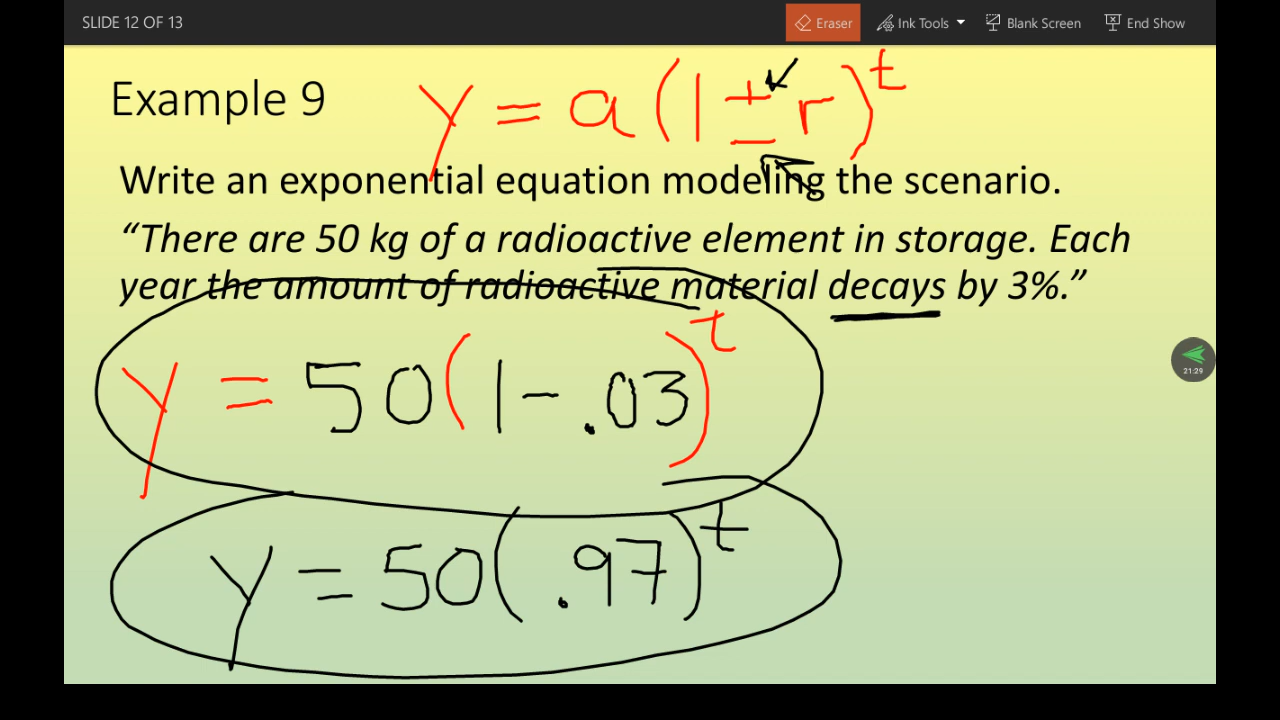 SLIDE 12 OF 13
Eraser
Ink Tools
Blank Screen
End Show
Example 9
y = a(1 ± r)^t
Write an exponential equation modeling the scenario.
“There are 50 kg of a radioactive element in storage. Each
year the amount of radioactive material decays by 3%.”
y = 50(1 - .03)^t
21:29
y = 50(.97)^t